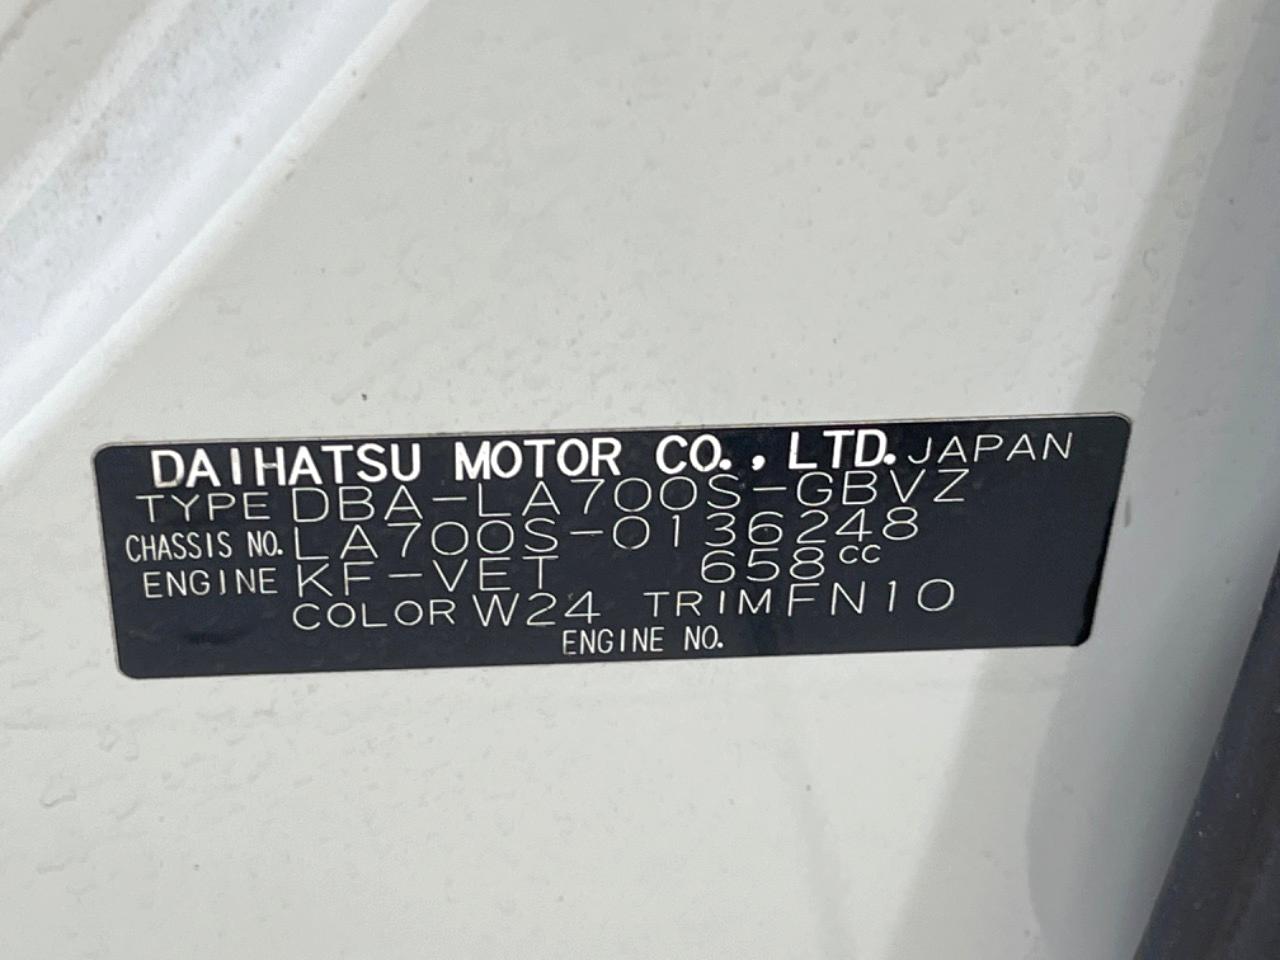 DAIHATSU MOTOR CO., LTD. JAPAN
TYPE DBA-LA700S-GBVZ
CHASSIS NO. LA700S-0136248
ENGINE KF-VET 658cc
COLOR W24 TRIM FN10
ENGINE NO.